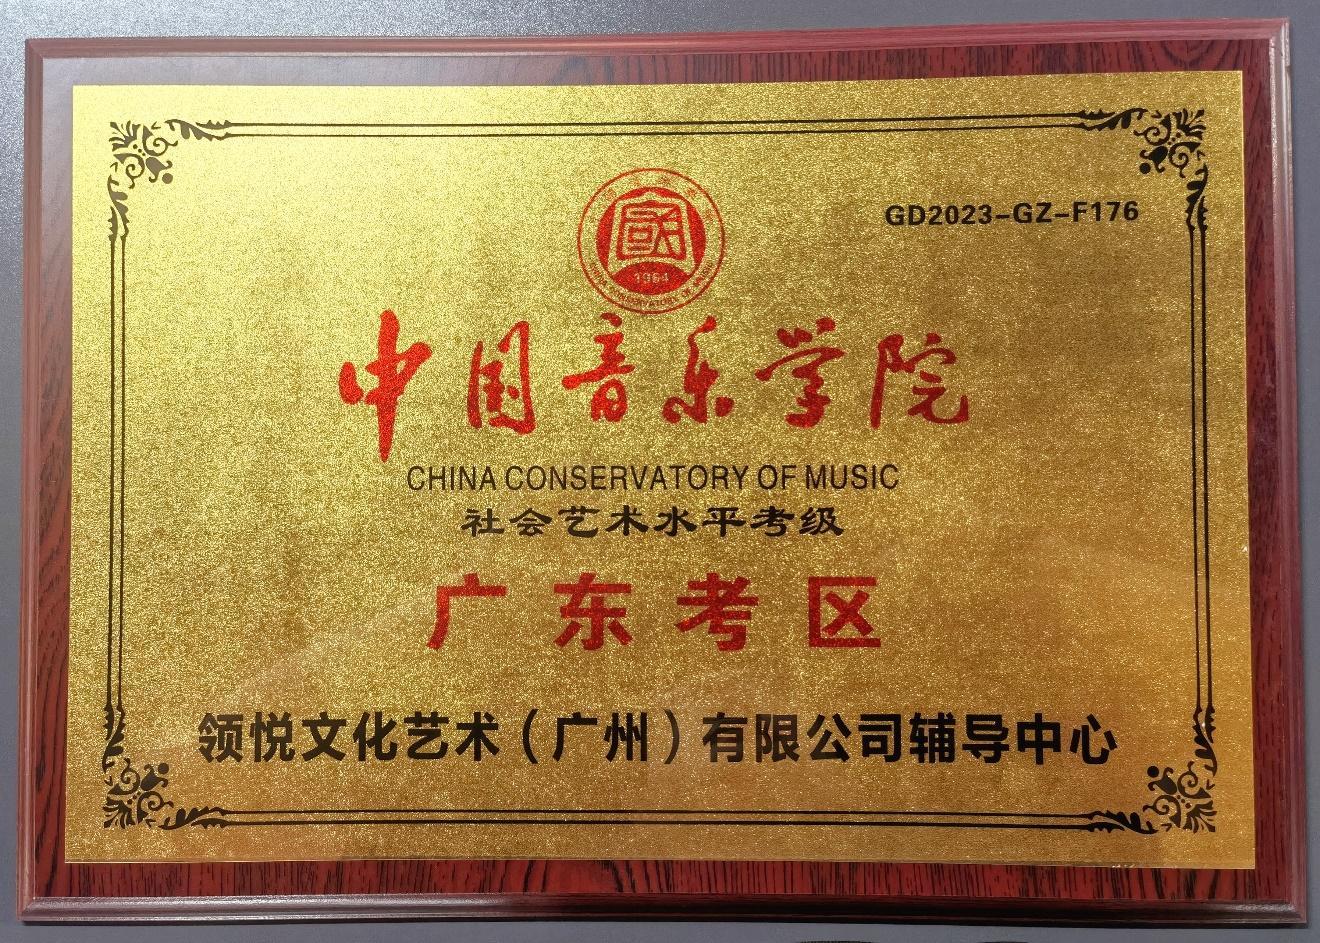 GD2023-GZ-F176
1964
中国音乐学院
CHINA CONSERVATORY OF MUSIC
社会艺术水平考级
广东考区
领悦文化艺术（广州）有限公司辅导中心